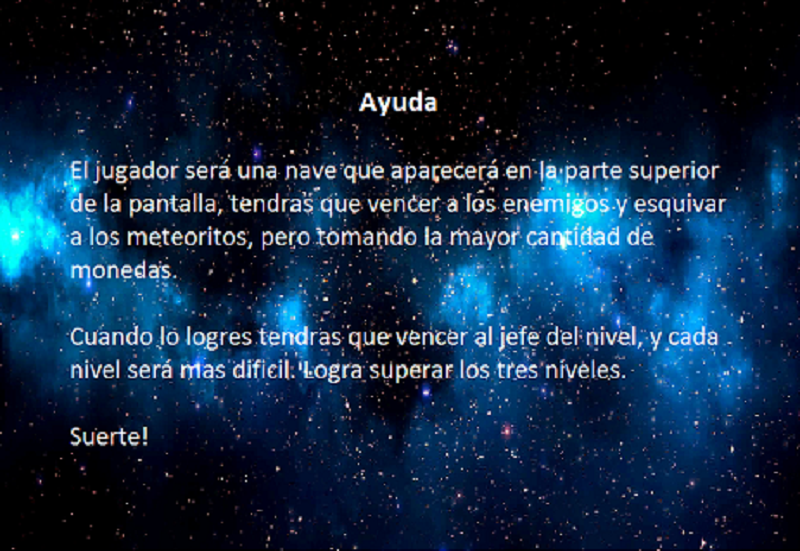 Ayuda
El jugador será una nave que aparecerá en la parte superior
de la pantalla, tendras que vencer a los enemigos y esquivar
a los meteoritos, pero tomando la mayor cantidad de
monedas.
Cuando lo logres tendras que vencer al jefe del nivel, y cada
nivel será mas dificil. Logra superar los tres niveles.
Suerte!